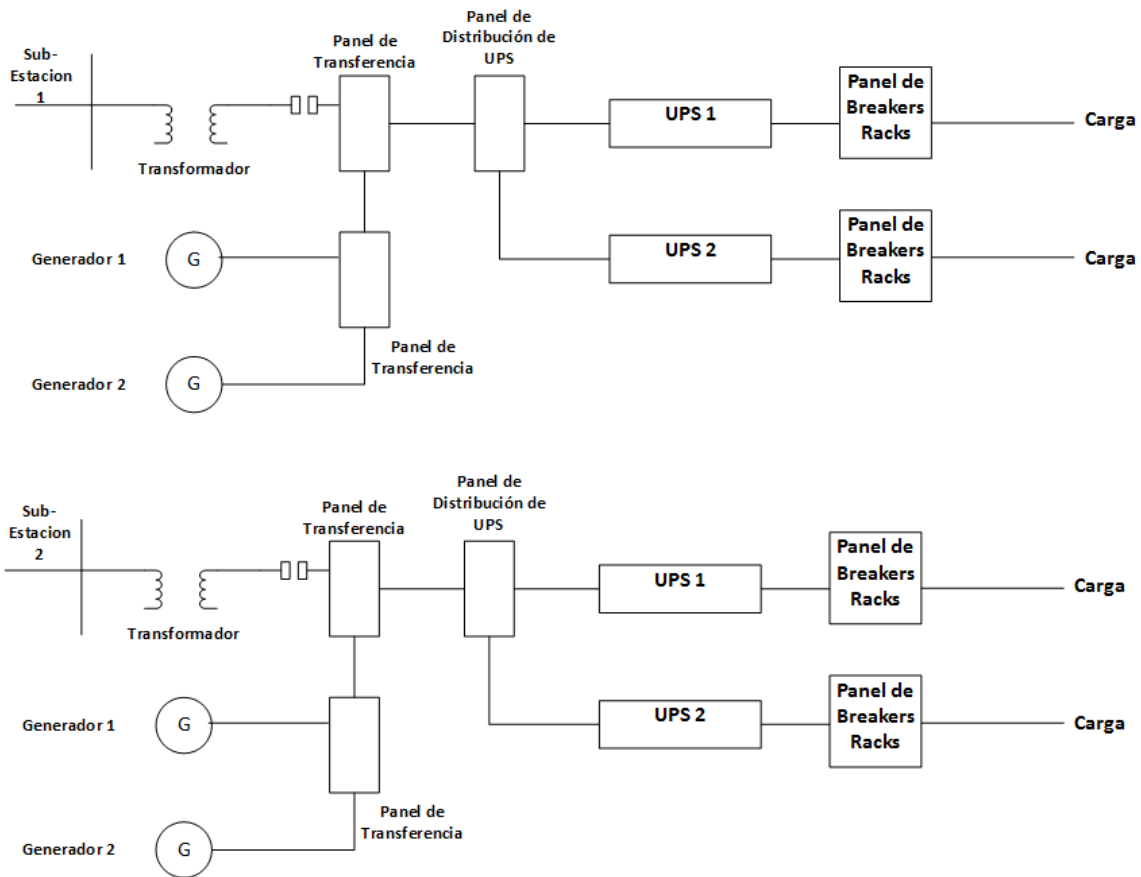 Panel de
Distribución de
UPS
Sub-
Estacion
1
Panel de
Transferencia
Transformador
UPS 1
Panel de
Breakers
Racks
Carga
Generador 1
G
UPS 2
Panel de
Breakers
Racks
Carga
Panel de
Transferencia
Generador 2
G
Panel de
Distribución de
UPS
Sub-
Estacion
2
Panel de
Transferencia
Transformador
UPS 1
Panel de
Breakers
Racks
Carga
Generador 1
G
UPS 2
Panel de
Breakers
Racks
Carga
Panel de
Transferencia
Generador 2
G